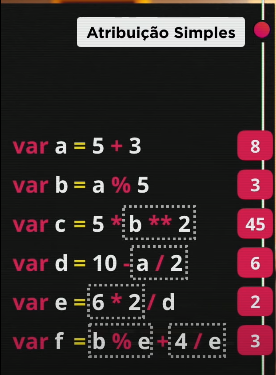 Atribuição Simples
var a = 5 + 3 8
var b = a % 5 3
var c = 5 * b ** 2 45
var d = 10 - a / 2 6
var e = 6 * 2 / d 2
var f = b % e + 4 / e 3